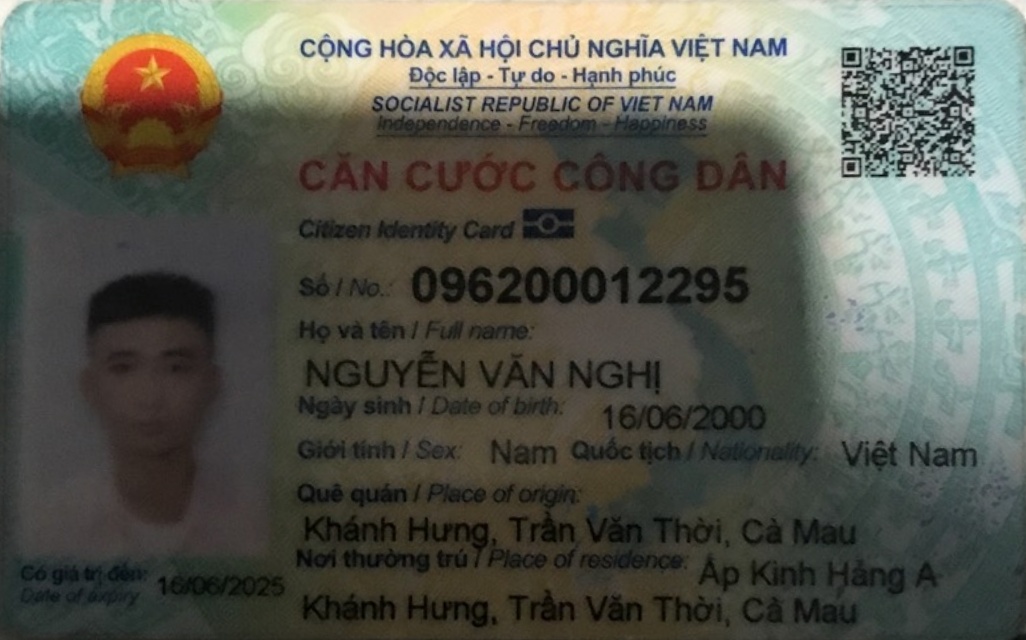 CỘNG HÒA XÃ HỘI CHỦ NGHĨA VIỆT NAM
Độc lập - Tự do - Hạnh phúc
SOCIALIST REPUBLIC OF VIET NAM
Independence - Freedom - Happiness
CĂN CƯỚC CÔNG DÂN
Citizen Identity Card
Số / No.: 096200012295
Họ và tên / Full name:
NGUYỄN VĂN NGHỊ
Ngày sinh / Date of birth: 16/06/2000
Giới tính / Sex: Nam Quốc tịch / Nationality: Việt Nam
Quê quán / Place of origin:
Khánh Hưng, Trần Văn Thời, Cà Mau
Nơi thường trú / Place of residence: Ấp Kinh Hảng A
Khánh Hưng, Trần Văn Thời, Cà Mau
Có giá trị đến: 16/06/2025
Date of expiry